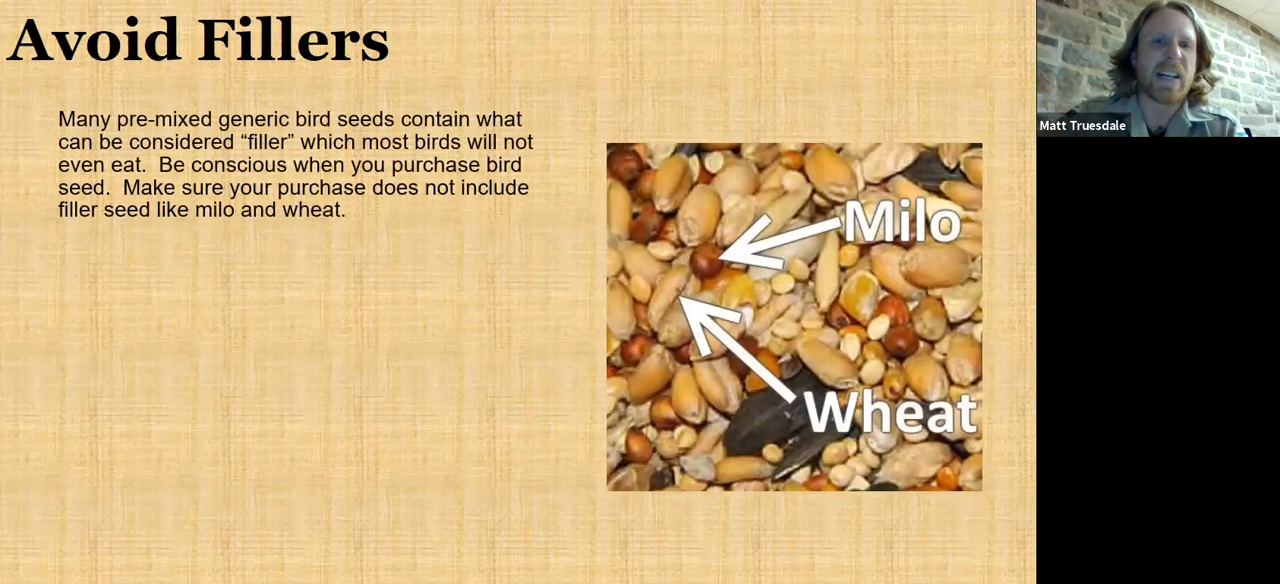 Avoid Fillers
Many pre-mixed generic bird seeds contain what
can be considered “filler” which most birds will not
even eat.  Be conscious when you purchase bird
seed.  Make sure your purchase does not include
filler seed like milo and wheat.
Milo
Wheat
Matt Truesdale